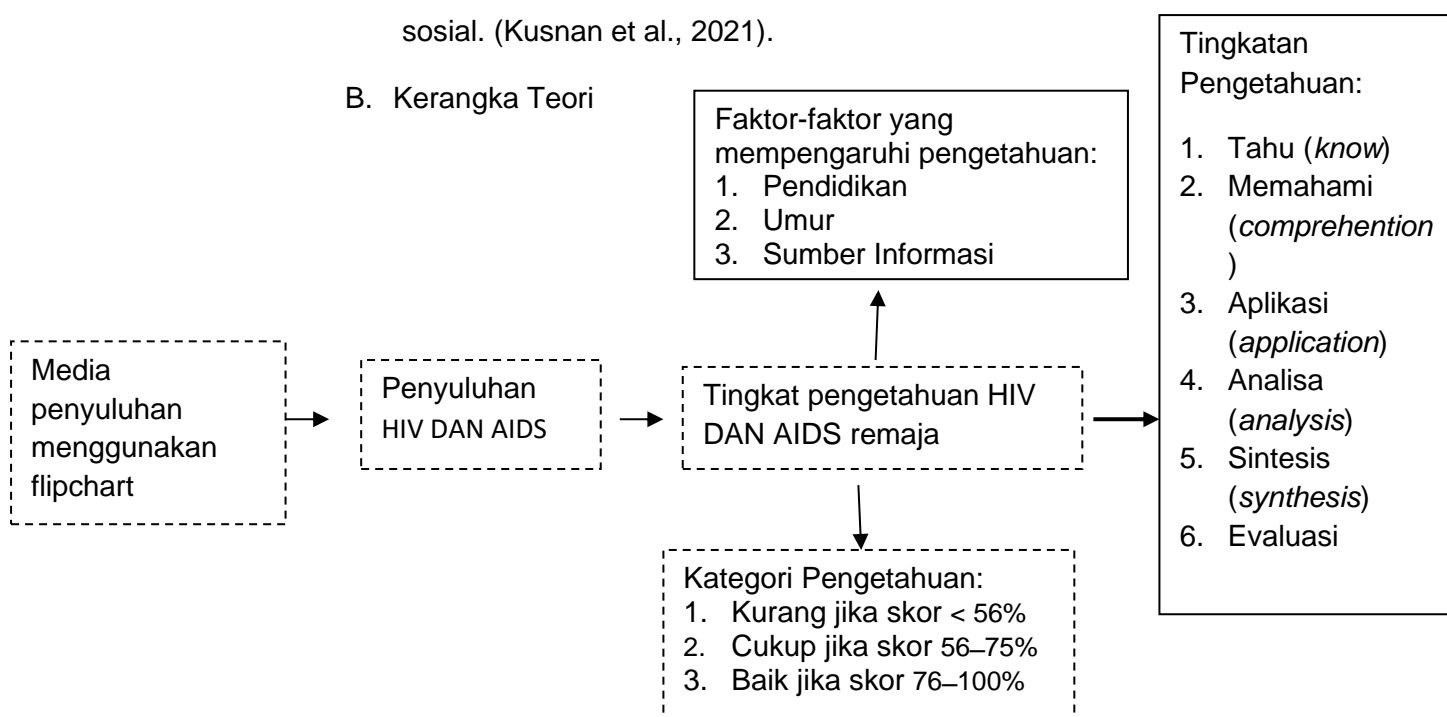 sosial. (Kusnan et al., 2021).
B. Kerangka Teori
Faktor-faktor yang
mempengaruhi pengetahuan:
1. Pendidikan
2. Umur
3. Sumber Informasi
Tingkatan
Pengetahuan:
1. Tahu (know)
2. Memahami
(comprehention
)
3. Aplikasi
(application)
4. Analisa
(analysis)
5. Sintesis
(synthesis)
6. Evaluasi
Media
penyuluhan
menggunakan
flipchart
Penyuluhan
HIV DAN AIDS
Tingkat pengetahuan HIV
DAN AIDS remaja
Kategori Pengetahuan:
1. Kurang jika skor < 56%
2. Cukup jika skor 56–75%
3. Baik jika skor 76–100%